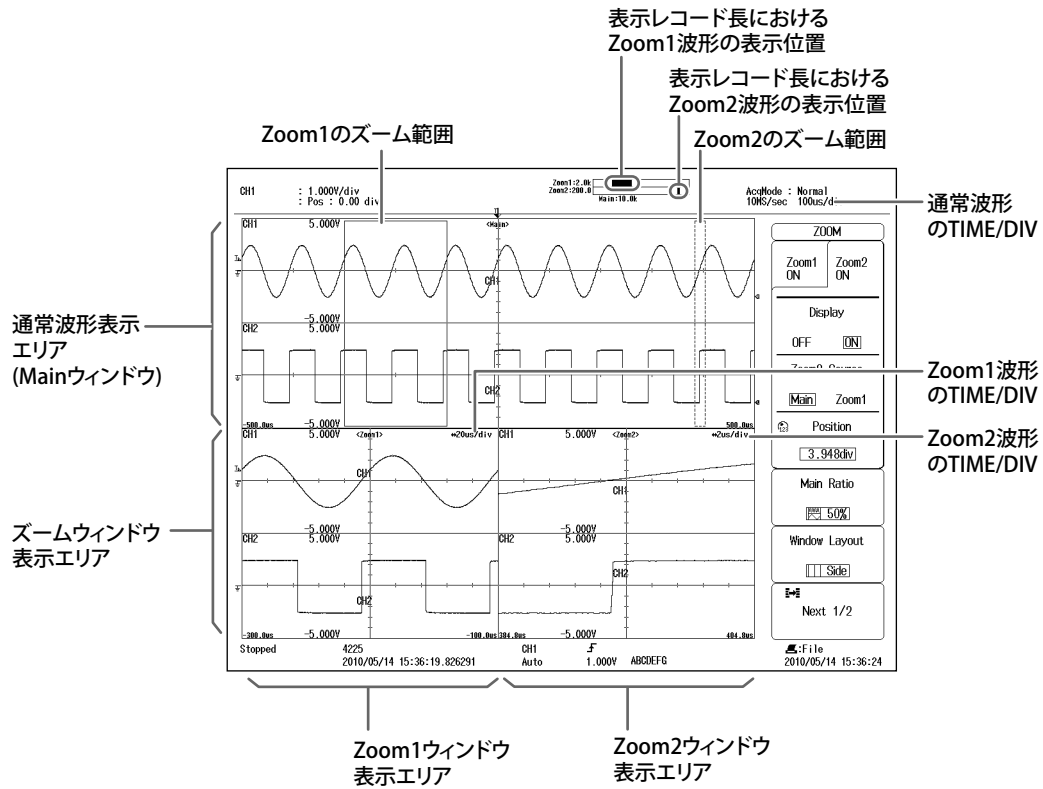 表示レコード長における
Zoom1波形の表示位置
表示レコード長における
Zoom2波形の表示位置
Zoom1のズーム範囲
Zoom2のズーム範囲
CH1 : 1.000V/div
: Pos : 0.00 div
Zoom1:2.0k
Zoom2:200.0
Main:10.0k
AcqMode : Normal
10MS/sec 100us/d
通常波形
のTIME/DIV
CH1 5.000V <Main>
CH1
-5.000V
CH2 5.000V
CH2
-500.0us -5.000V 500.0us
通常波形表示
エリア
(Mainウィンドウ)
ZOOM
Zoom1 Zoom2
ON ON
Display
OFF ON
Main Zoom1
Position
3.948div
Main Ratio
50%
Window Layout
Side
Next 1/2
Zoom1波形
のTIME/DIV
Zoom2波形
のTIME/DIV
CH1 5.000V <Zoom1> 20us/div
CH1
-5.000V
CH2 5.000V
CH2
-300.0us -5.000V -100.0us
CH1 5.000V <Zoom2> 2us/div
CH1
-5.000V
CH2 5.000V
CH2
384.0us -5.000V 404.0us
ズームウィンドウ
表示エリア
Stopped 4225
2010/05/14 15:36:19.826291
CH1
Auto 1.000V ABCDEFG
:File
2010/05/14 15:36:24
Zoom1ウィンドウ
表示エリア
Zoom2ウィンドウ
表示エリア